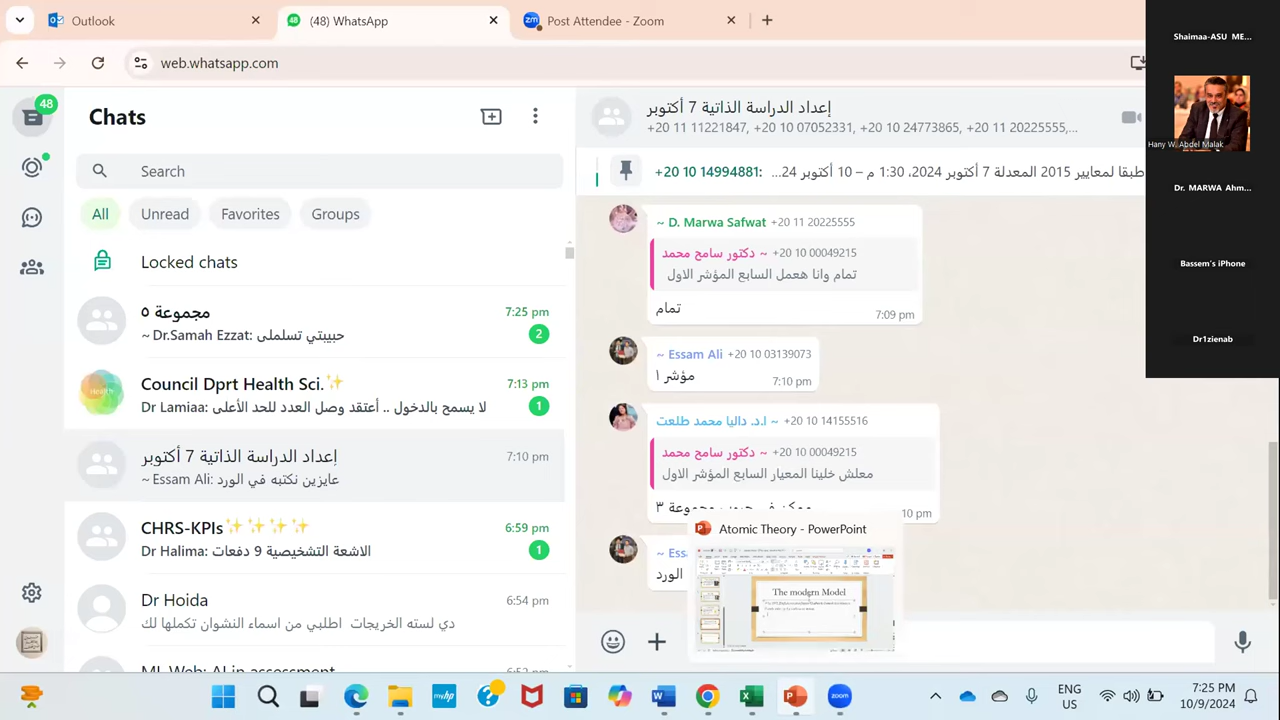 Outlook
(48) WhatsApp
Post Attendee - Zoom
web.whatsapp.com
48
Chats
Search
All
Unread
Favorites
Groups
Locked chats
مجموعة ٥
7:25 pm
~ Dr.Samah Ezzat: حبيبتي تسلملى
2
Council Dprt Health Sci.✨
7:13 pm
Dr Lamiaa: لا يسمح بالدخول .. أعتقد وصل العدد للحد الأعلى
1
إعداد الدراسة الذاتية 7 أكتوبر
7:10 pm
~ Essam Ali: عايزين نكتبه في الورد
CHRS-KPIs✨✨✨✨
6:59 pm
Dr Halima: الاشعة التشخيصية 9 دفعات
1
Dr Hoida
6:54 pm
دي لسته الخريجات اطلبي من اسماء النشوان تكملها لك
إعداد الدراسة الذاتية 7 أكتوبر
+20 11 11221847, +20 10 07052331, +20 10 24773865, +20 11 20225555,...
+20 10 14994881: طبقا لمعايير 2015 المعدلة 7 أكتوبر 2024، 1:30 م – 10 أكتوبر 24...
~ D. Marwa Safwat +20 11 20225555
دكتور سامح محمد ~ +20 10 00049215
تمام وانا هعمل السابع المؤشر الاول
تمام
7:09 pm
~ Essam Ali +20 10 03139073
مؤشر ١
7:10 pm
ا.د. داليا محمد طلعت ~ +20 10 14155516
دكتور سامح محمد ~ +20 10 00049215
معلش خلينا المعيار السابع المؤشر الاول
مجموعة ٣
10 pm
~ Ess
الورد
Atomic Theory - PowerPoint
The modern Model
Shaimaa-ASU ME...
Hany W. Abdel Malak
Dr. MARWA Ahm...
Bassem's iPhone
Dr1zienab
ENG
US
7:25 PM
10/9/2024